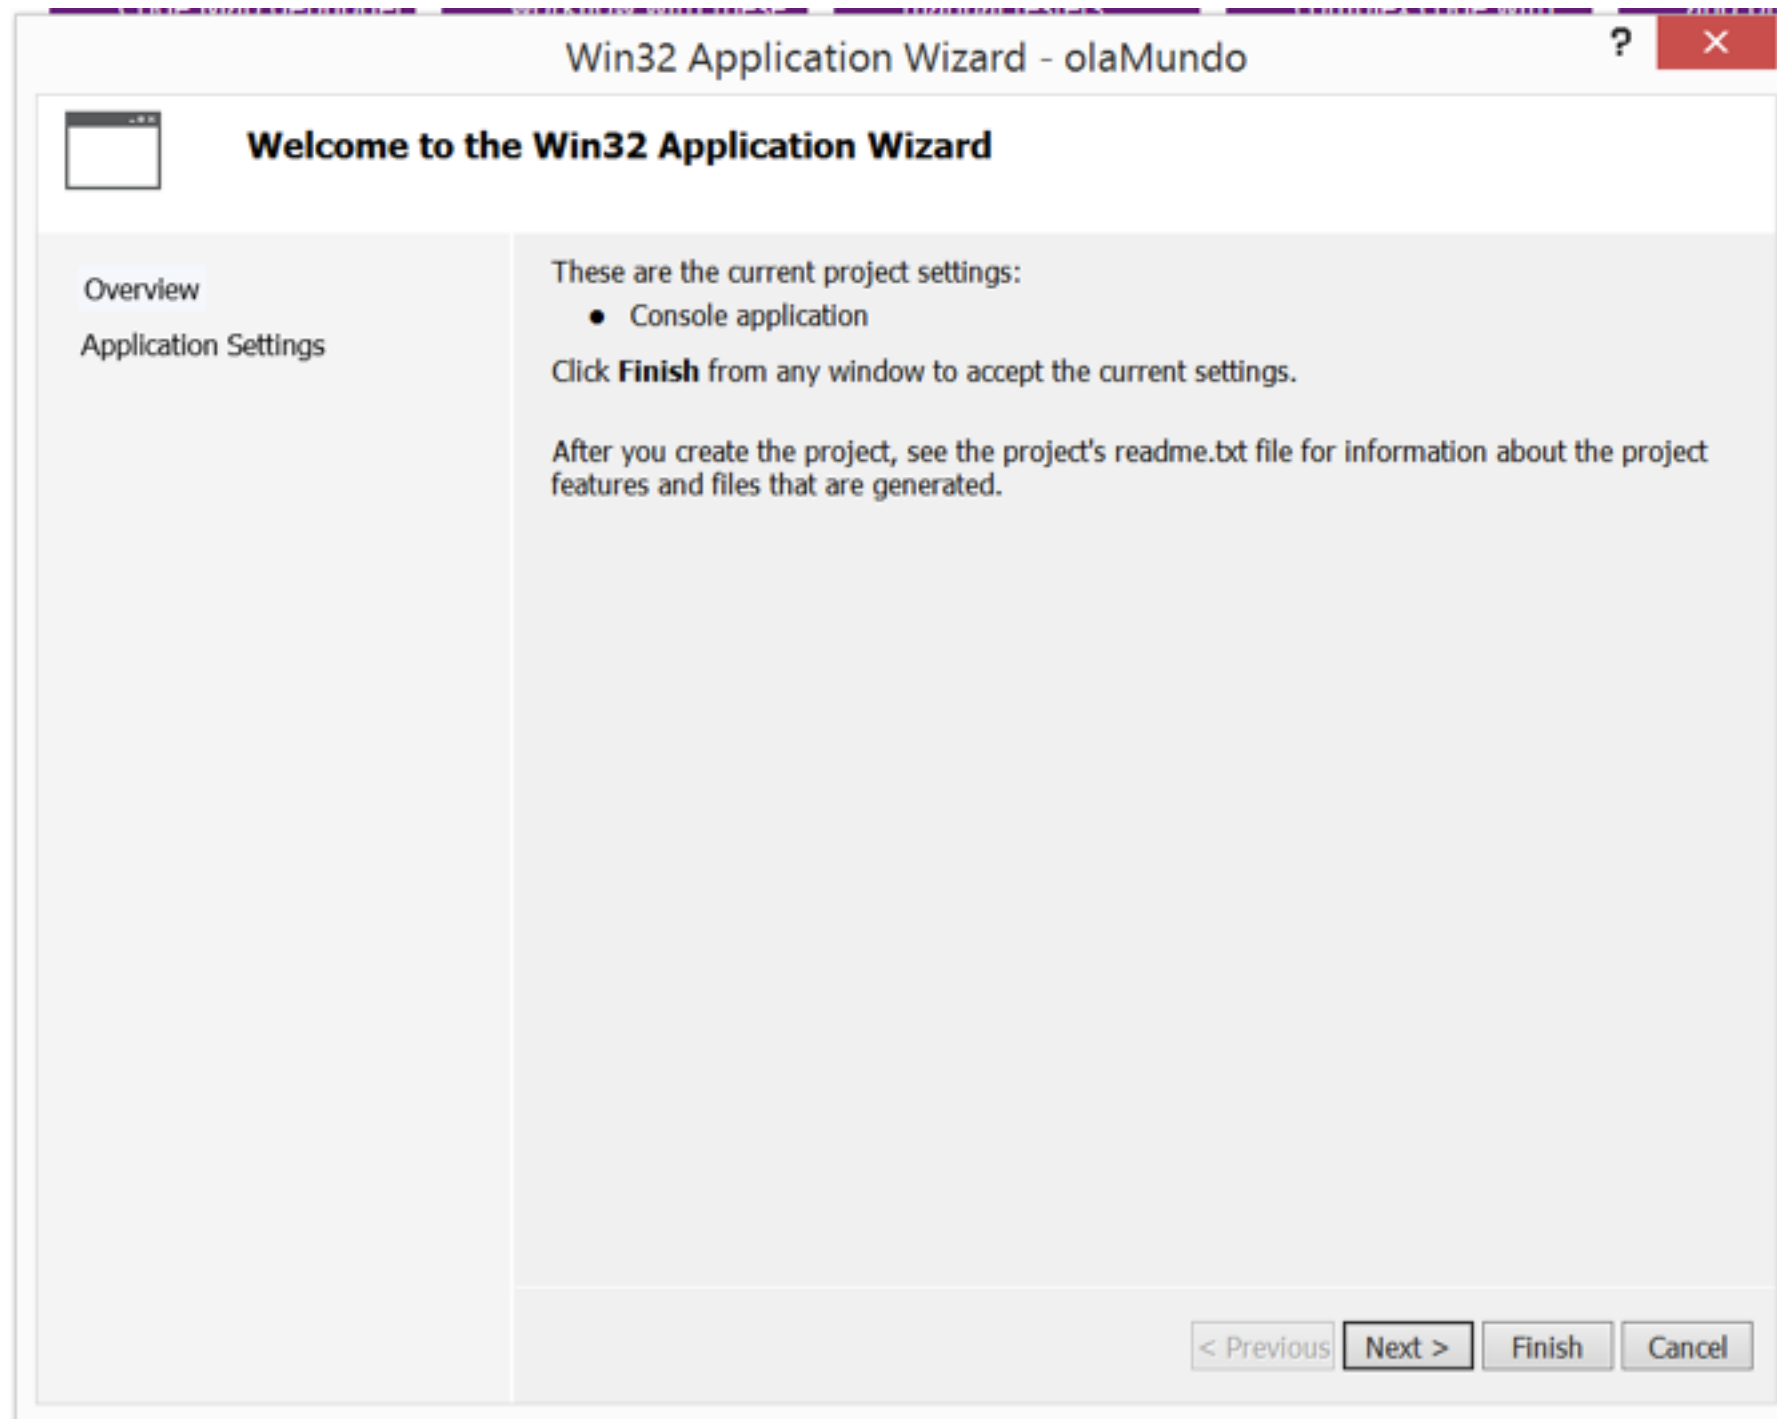 Win32 Application Wizard - olaMundo
?
Welcome to the Win32 Application Wizard
Overview
Application Settings
These are the current project settings:
● Console application
Click Finish from any window to accept the current settings.
After you create the project, see the project's readme.txt file for information about the project
features and files that are generated.
< Previous
Next >
Finish
Cancel